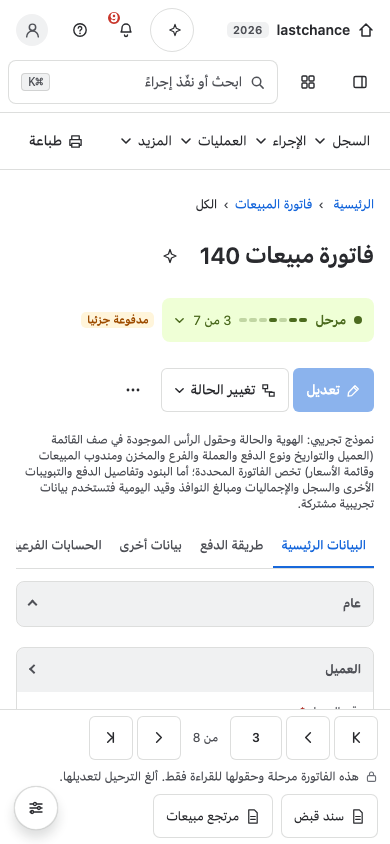 lastchance 2026
9
ابحث أو نفّذ إجراءً ⌘K
السجل الإجراء العمليات المزيد طباعة
الرئيسية › فاتورة المبيعات › الكل
فاتورة مبيعات 140
مرحل 3 من 7 مدفوعة جزئيا
تعديل تغيير الحالة
نموذج تجريبي: الهوية والحالة وحقول الرأس الموجودة في صف القائمة
(العميل والتواريخ ونوع الدفع والعملة والفرع والمخزن ومندوب المبيعات
وقائمة الأسعار) تخص الفاتورة المحددة؛ أما البنود وتفاصيل الدفع والتبويبات
الأخرى والسجل والإجماليات ومبالغ النوافذ وقيد اليومية فتستخدم بيانات
تجريبية مشتركة.
البيانات الرئيسية طريقة الدفع بيانات أخرى الحسابات الفرعي
عام
العميل
3 من 8
هذه الفاتورة مرحلة وحقولها للقراءة فقط. ألغ الترحيل لتعديلها.
سند قبض مرتجع مبيعات